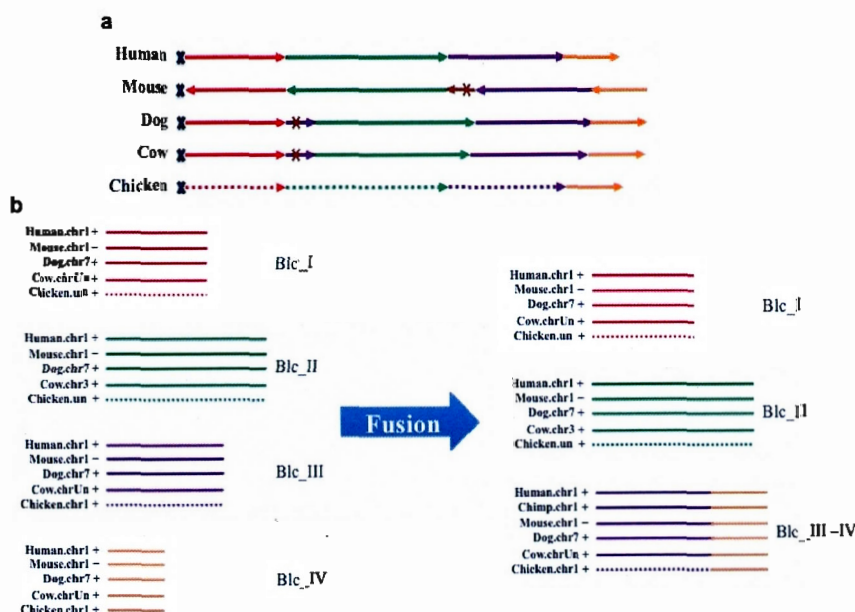 a
Human
Mouse
Dog
Cow
Chicken
b
Human.chr1 +
Mouse.chr1 −
Dog.chr7 +
Cow.chrUn +
Chicken.un +
Blc_I
Human.chr1 +
Mouse.chr1 −
Dog.chr7 +
Cow.chr3 +
Chicken.un +
Blc_II
Human.chr1 +
Mouse.chr1 −
Dog.chr7 +
Cow.chrUn +
Chicken.chr1 +
Blc_III
Human.chr1 +
Mouse.chr1 −
Dog.chr7 +
Cow.chrUn +
Chicken.chr1 +
Blc_IV
Fusion
Human.chr1 +
Mouse.chr1 −
Dog.chr7 +
Cow.chrUn +
Chicken.un +
Blc_I
Human.chr1 +
Mouse.chr1 −
Dog.chr7 +
Cow.chr3 +
Chicken.un +
Blc_II
Human.chr1 +
Chimp.chr1 +
Mouse.chr1 −
Dog.chr7 +
Cow.chrUn +
Chicken.chr1 +
Blc_III−IV